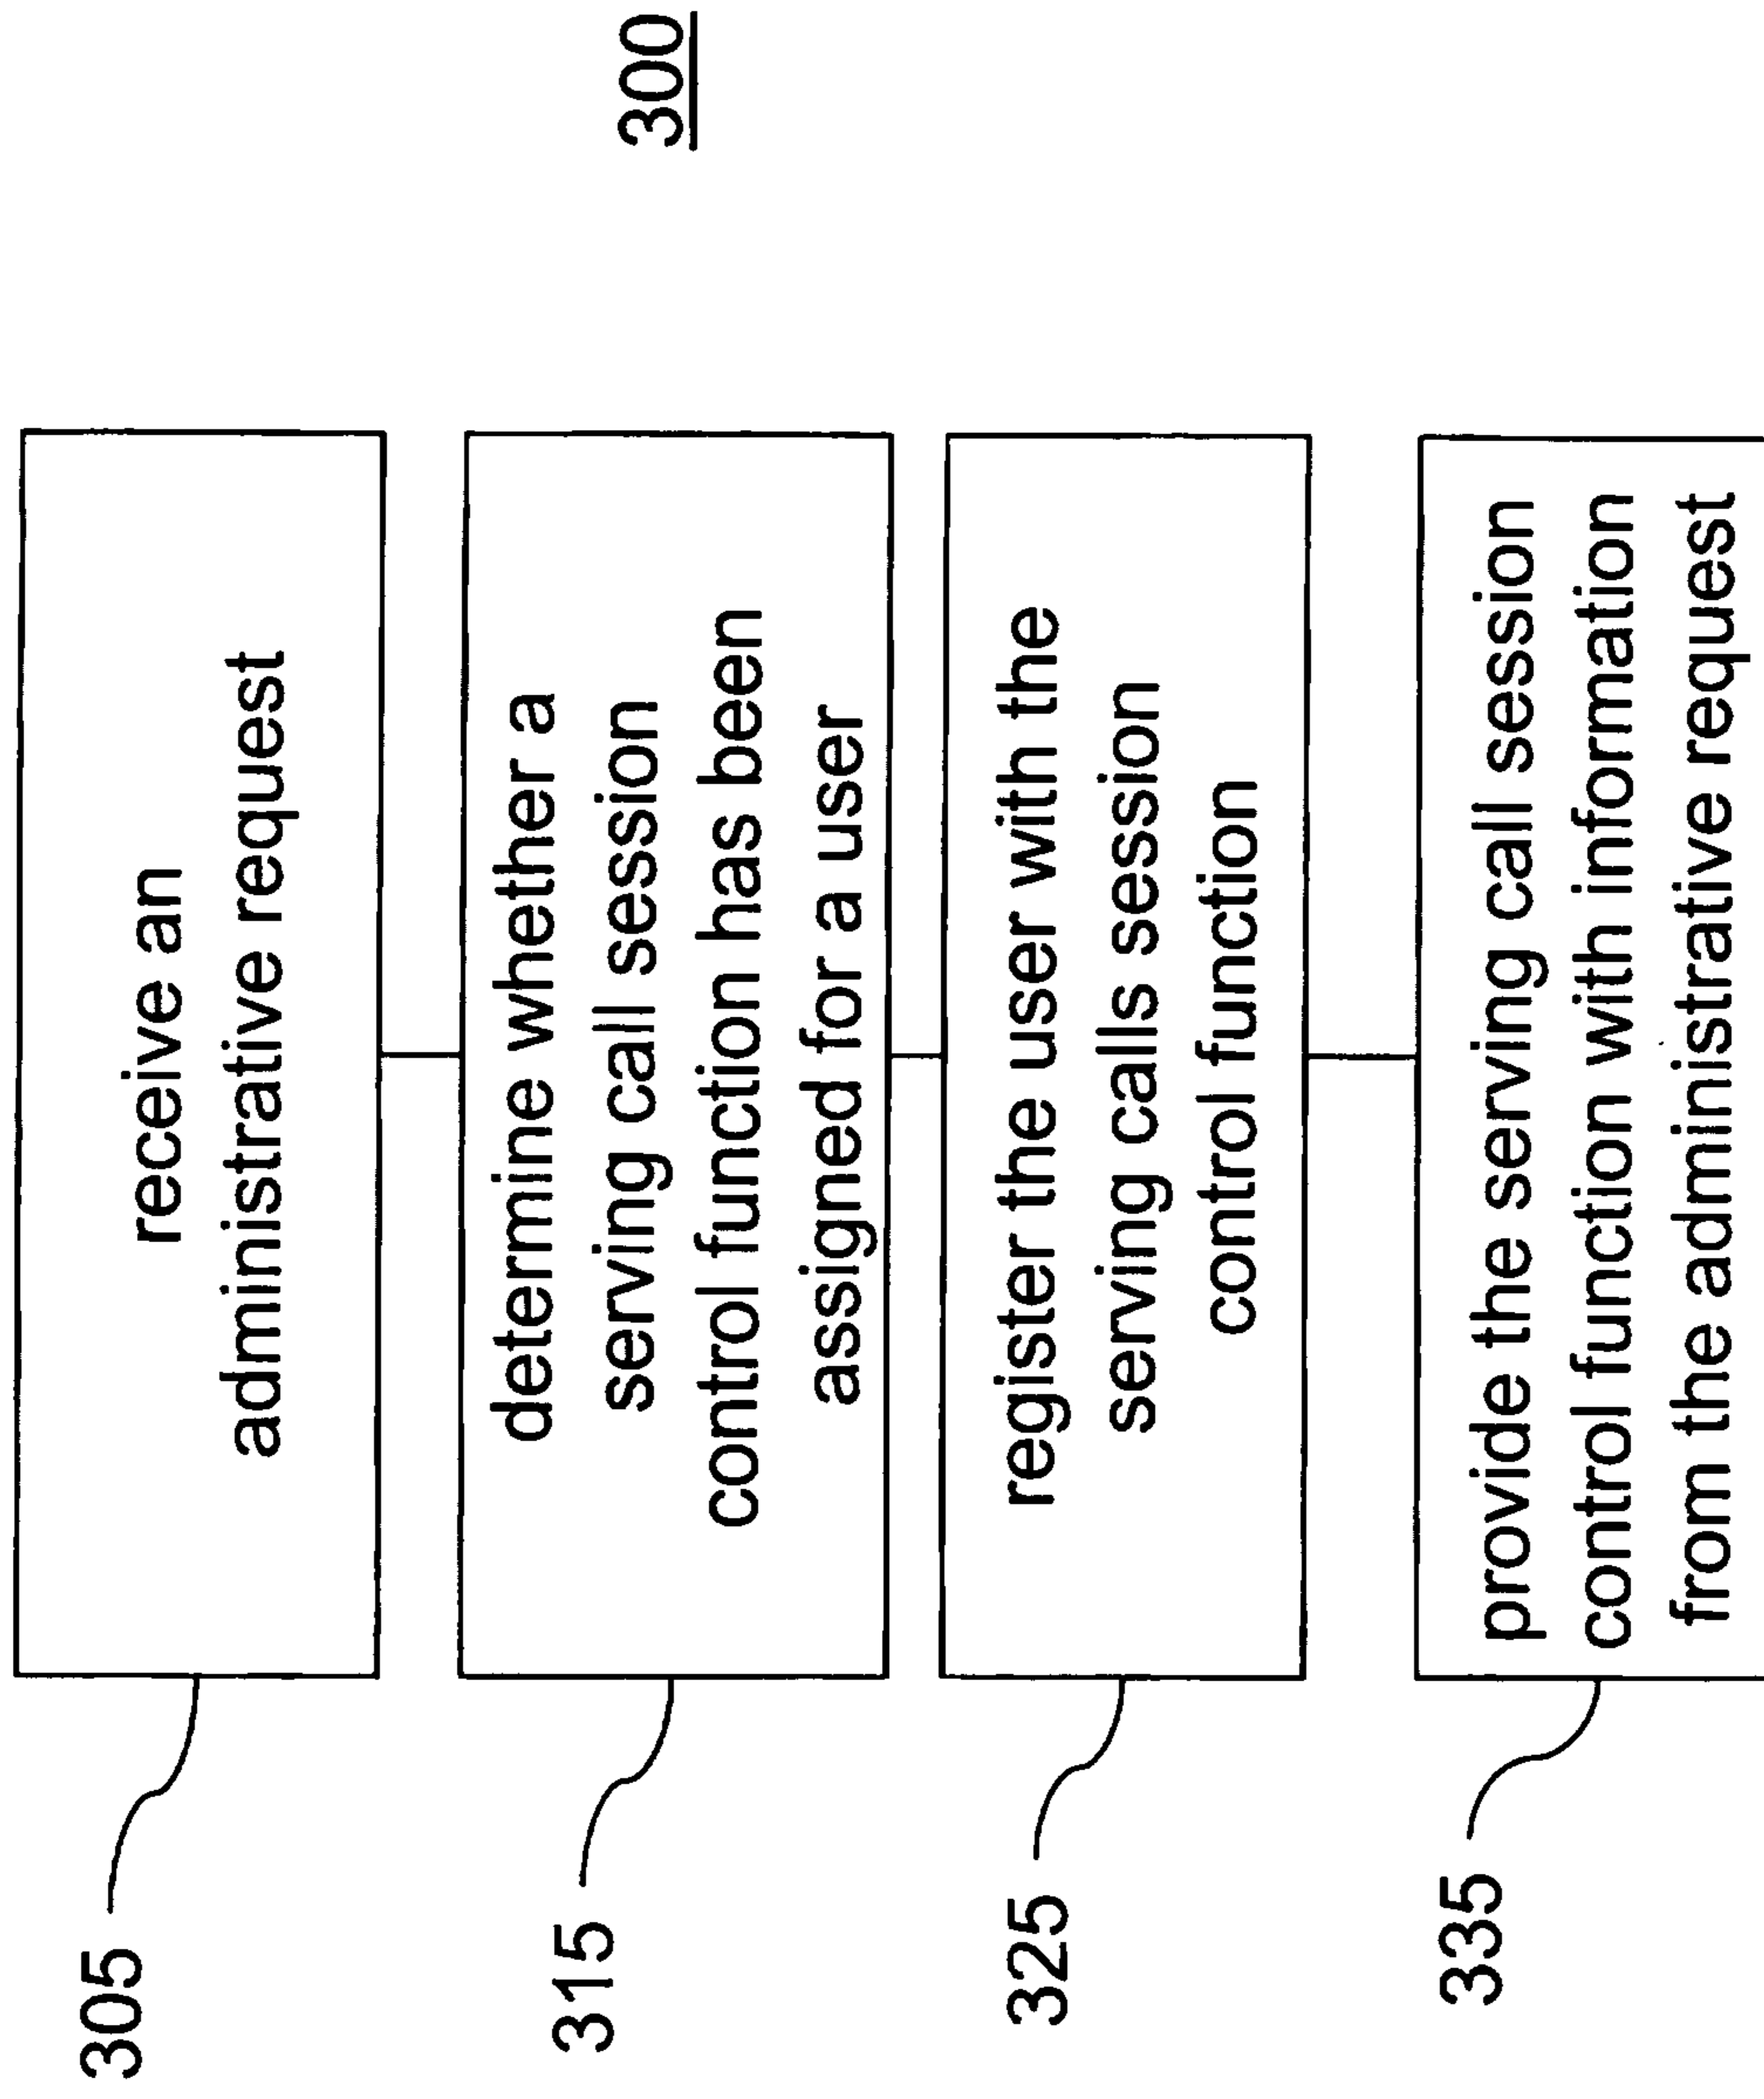 300
305
receive an
administrative request
315
determine whether a
serving call session
control function has been
assigned for a user
325
register the user with the
serving calls session
control function
335
provide the serving call session
control function with information
from the administrative request